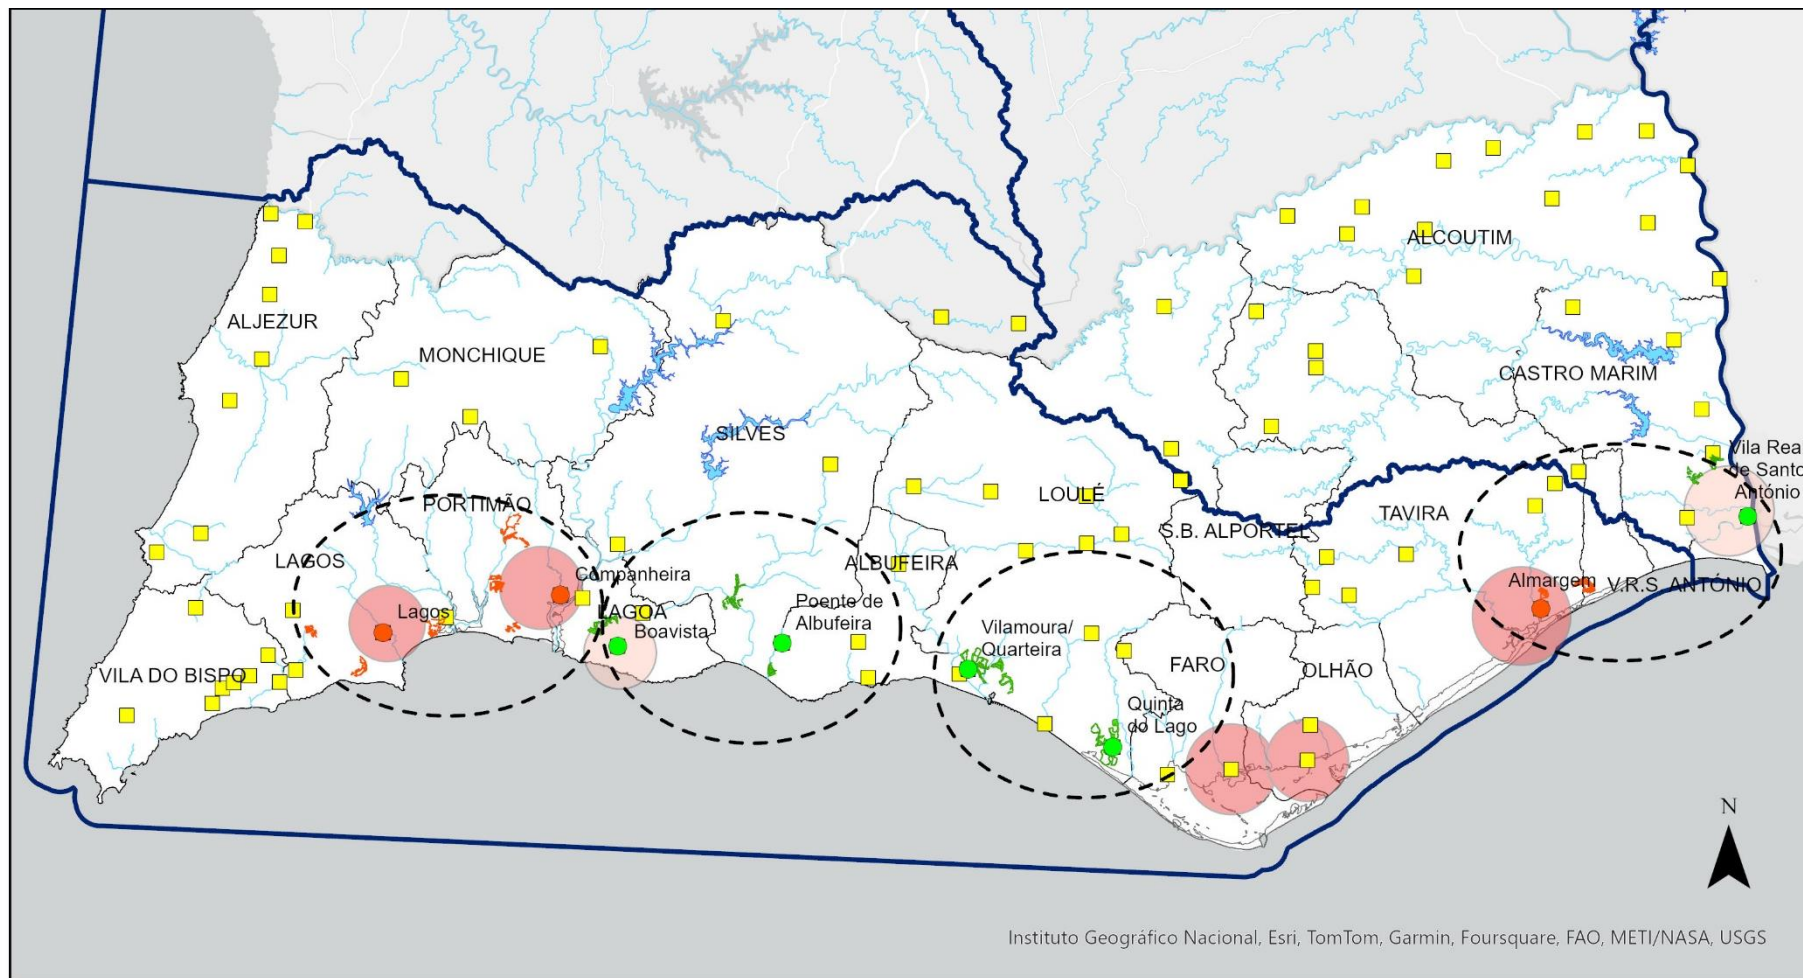 ALCOUTIM
ALJEZUR
MONCHIQUE
CASTRO MARIM
SILVES
Vila Rea
de Santo
António
LOULÉ
PORTIMÃO
TAVIRA
S.B. ALPORTEL
LAGOS
ALBUFEIRA
Companheira
Almargem
V.R.S. ANTÓNIO
Lagos
LAGOA
Boavista
Poente de
Albufeira
Vilamoura/
Quarteira
VILA DO BISPO
FARO
OLHÃO
Quinta
do Lago
N
Instituto Geográfico Nacional, Esri, TomTom, Garmin, Foursquare, FAO, METI/NASA, USGS